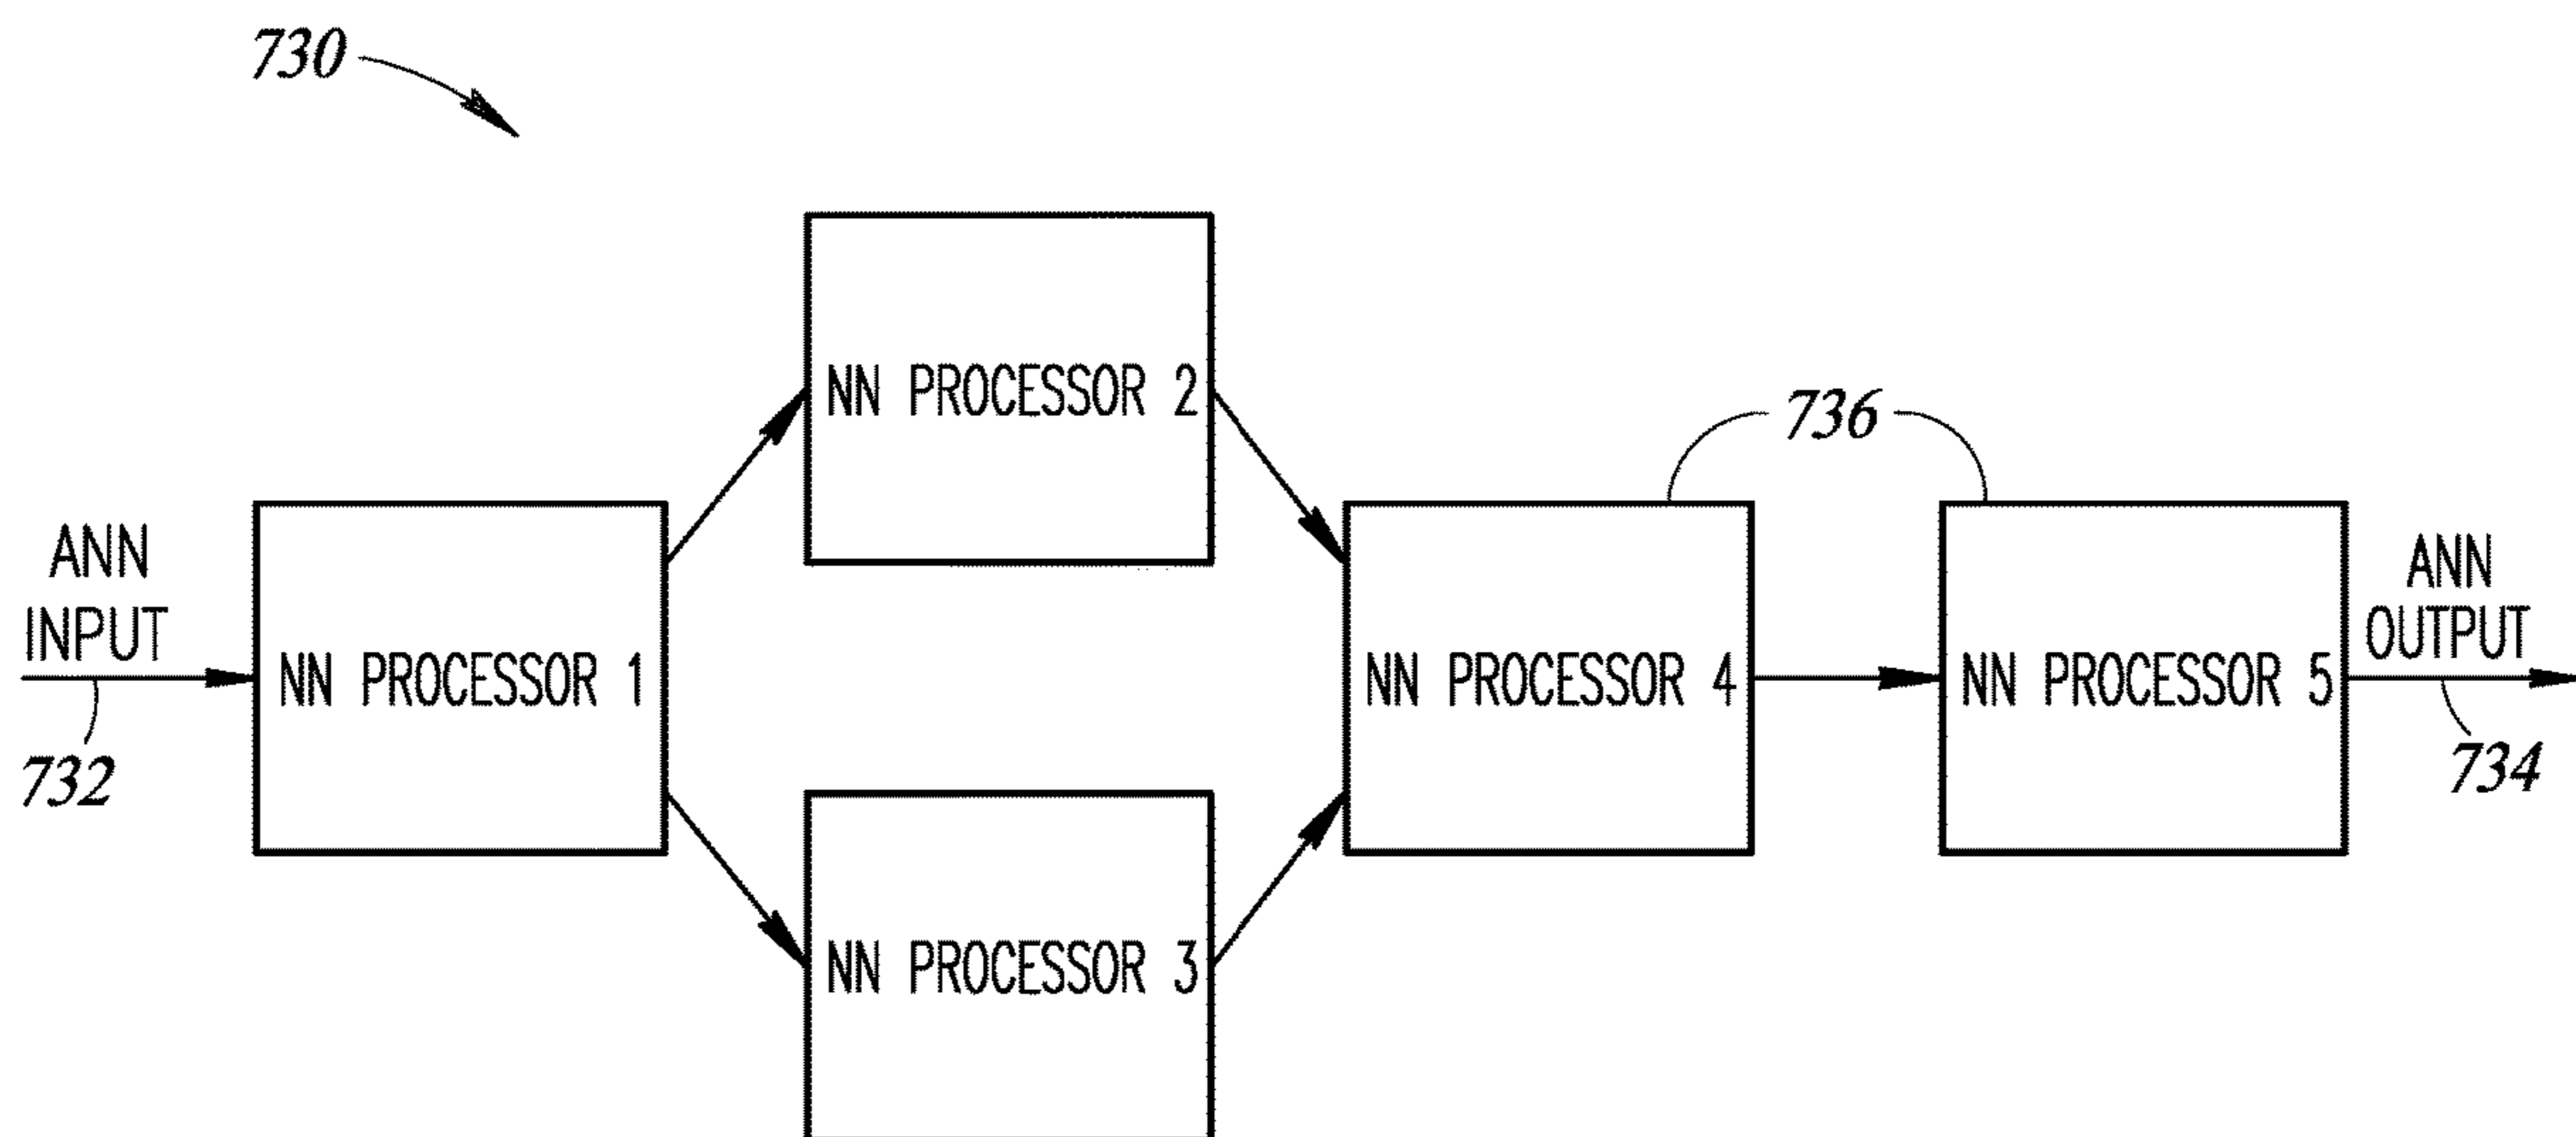 730
NN PROCESSOR 2
736
ANN
INPUT
732
NN PROCESSOR 1
NN PROCESSOR 4
NN PROCESSOR 5
ANN
OUTPUT
734
NN PROCESSOR 3